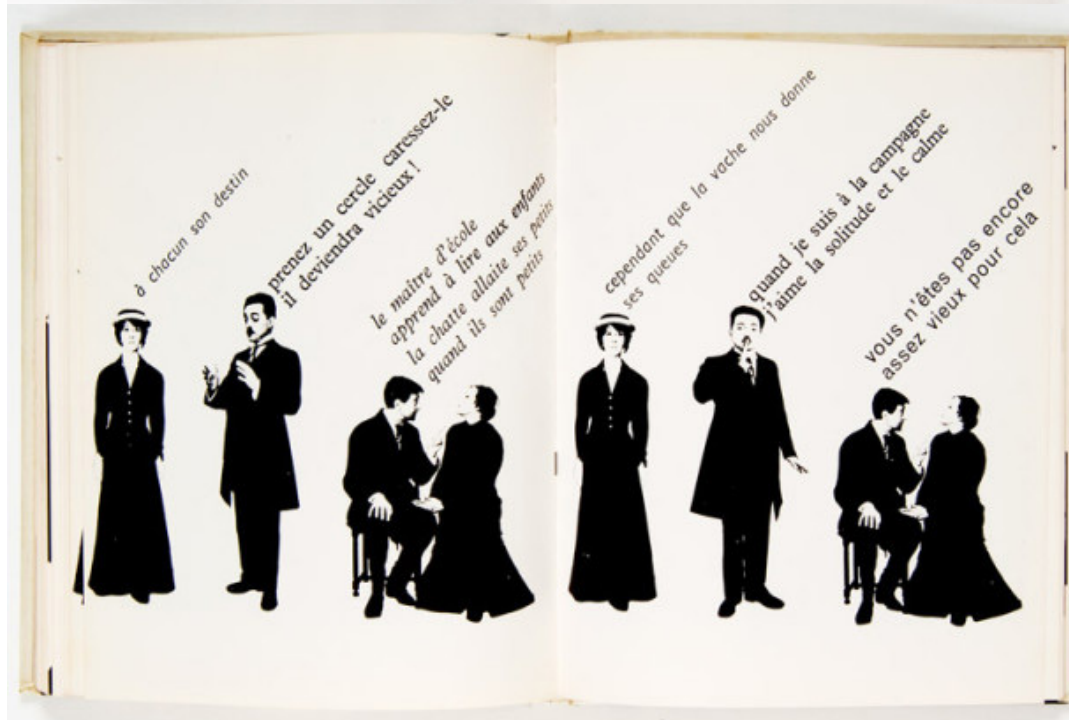 à chacun son destin
prenez un cercle caressez-le
il deviendra vicieux !
le maître d'école
apprend à lire aux enfants
la chatte allaite ses petits
quand ils sont petits
cependant que la vache nous donne
ses queues
quand je suis à la campagne
j'aime la solitude et le calme
vous n'êtes pas encore
assez vieux pour cela